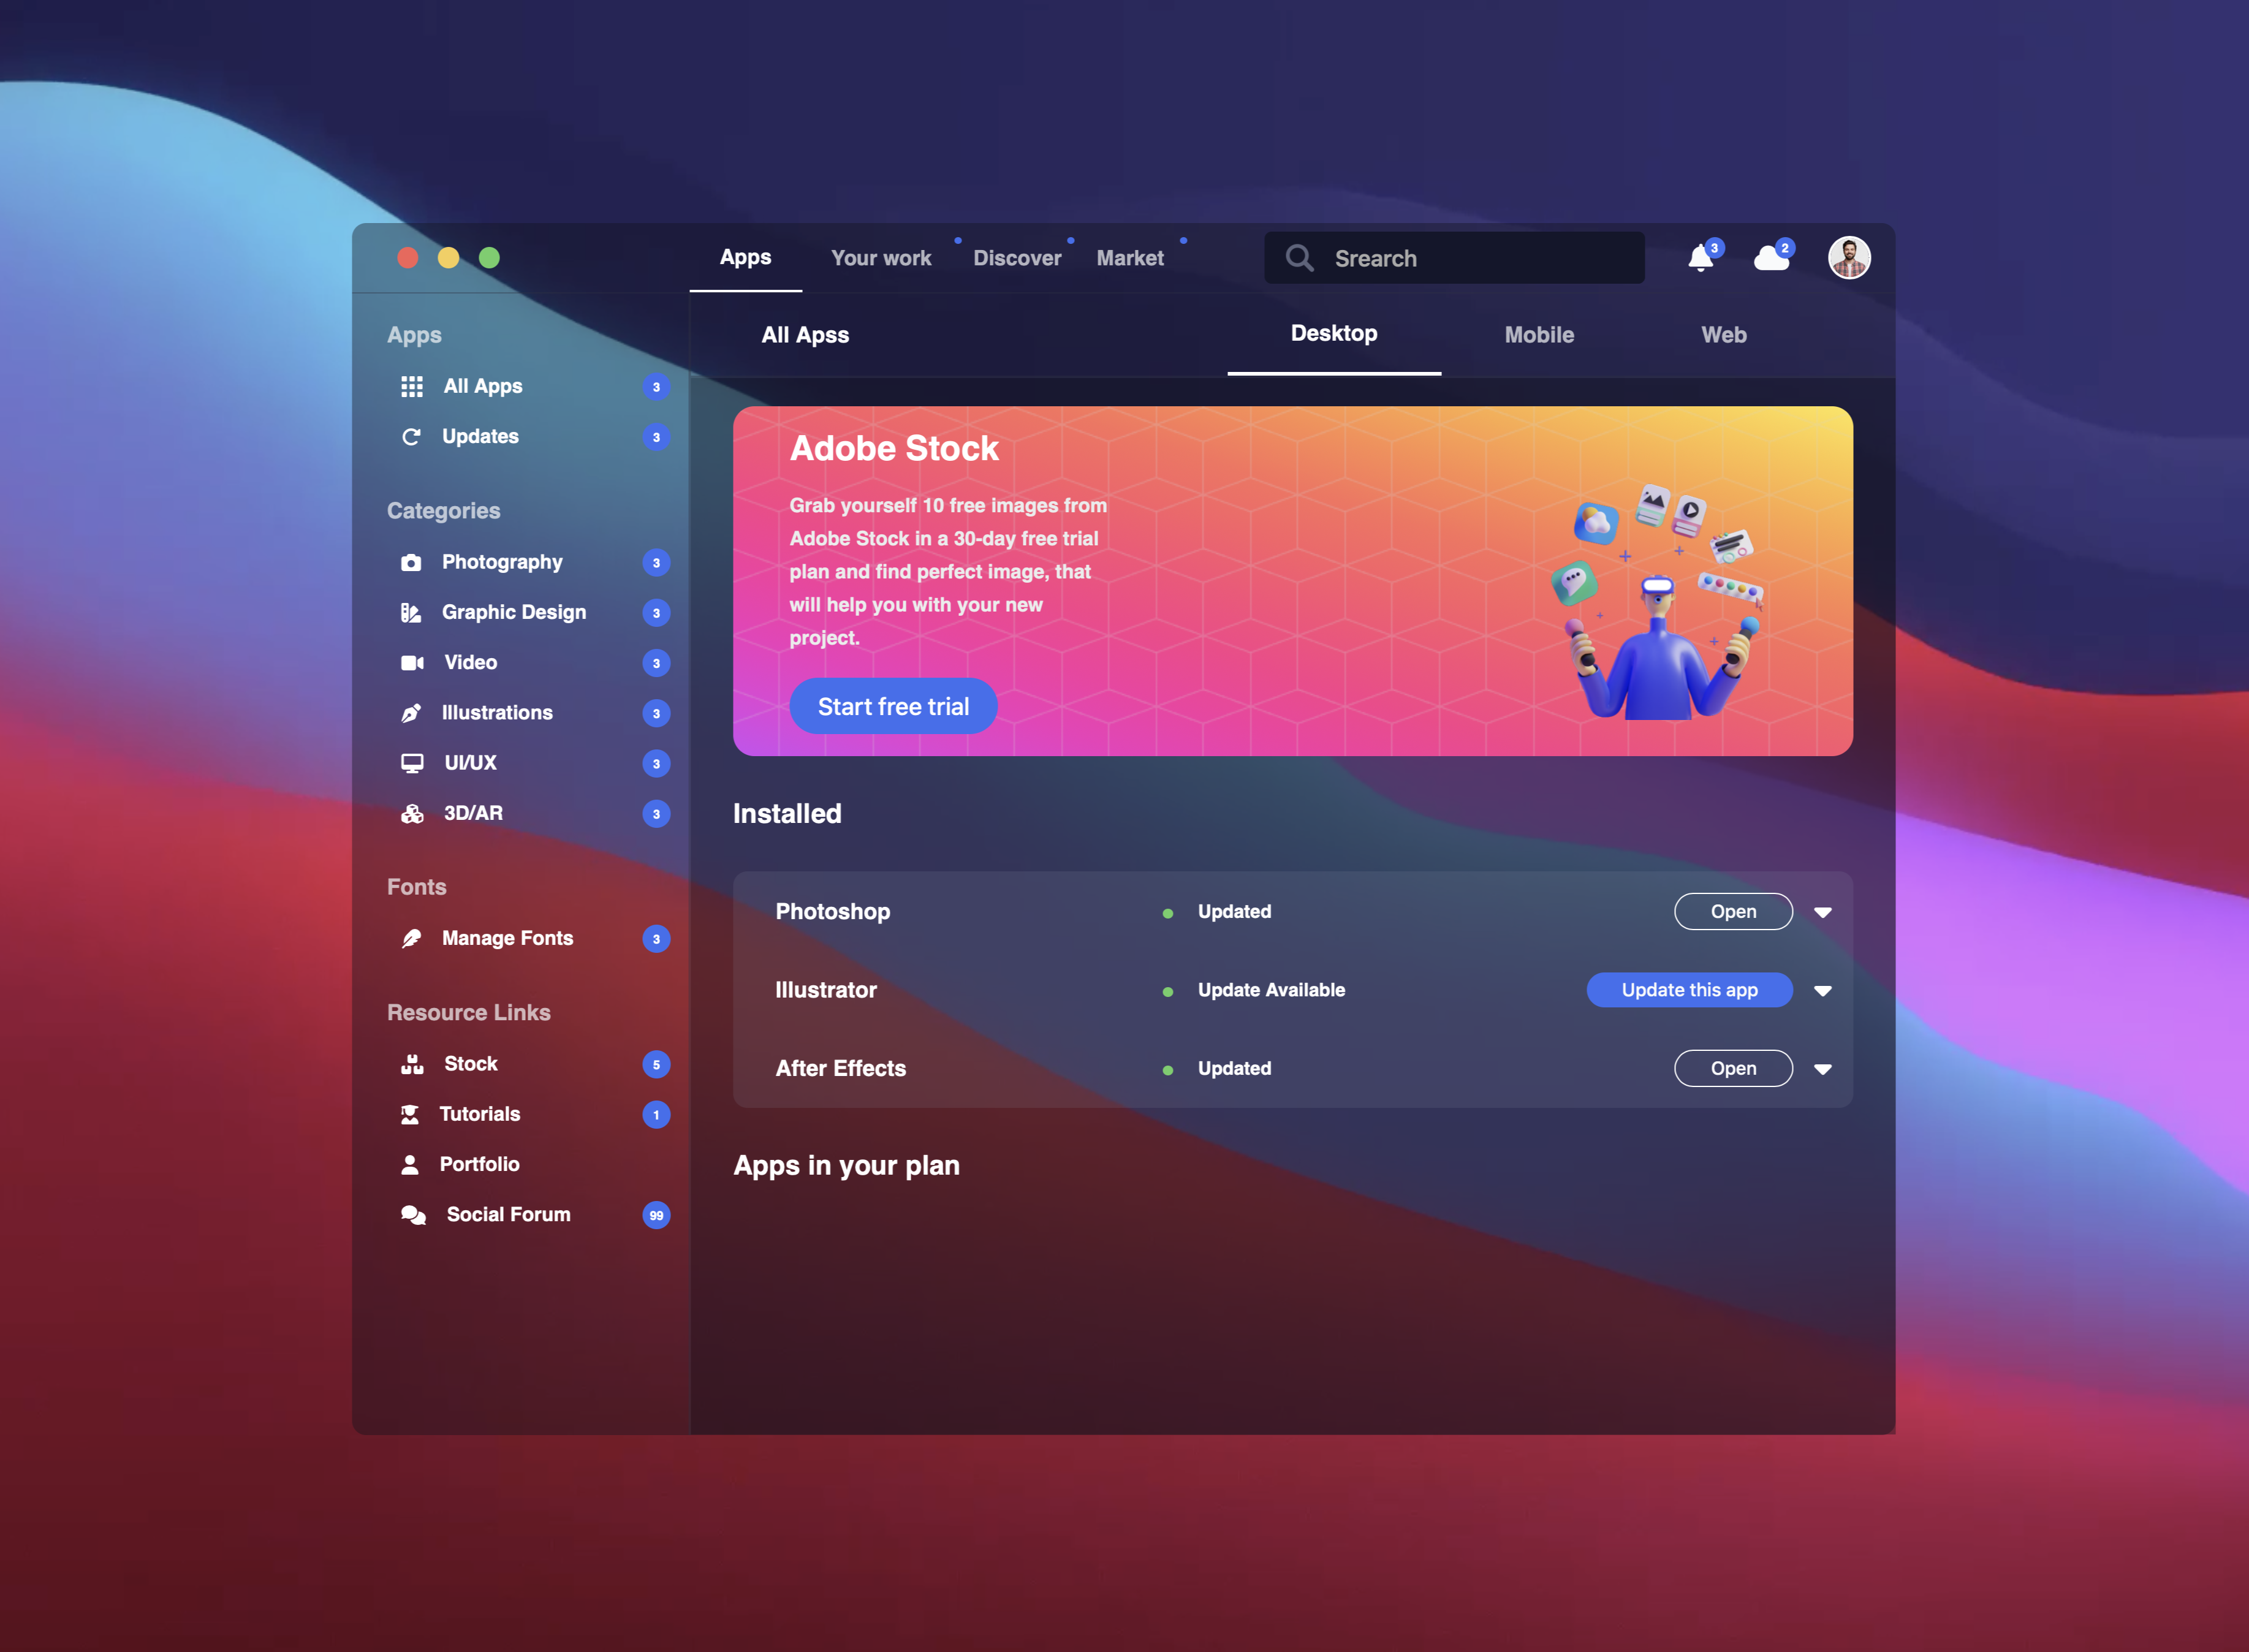 Apps
Your work
Discover
Market
Srearch
3
2
Apps
All Apps 3
Updates 3
Categories
Photography 3
Graphic Design 3
Video 3
Illustrations 3
UI/UX 3
3D/AR 3
Fonts
Manage Fonts 3
Resource Links
Stock 5
Tutorials 1
Portfolio
Social Forum 99
All Apss
Desktop
Mobile
Web
Adobe Stock
Grab yourself 10 free images from
Adobe Stock in a 30-day free trial
plan and find perfect image, that
will help you with your new
project.
Start free trial
Installed
Photoshop Updated Open
Illustrator Update Available Update this app
After Effects Updated Open
Apps in your plan